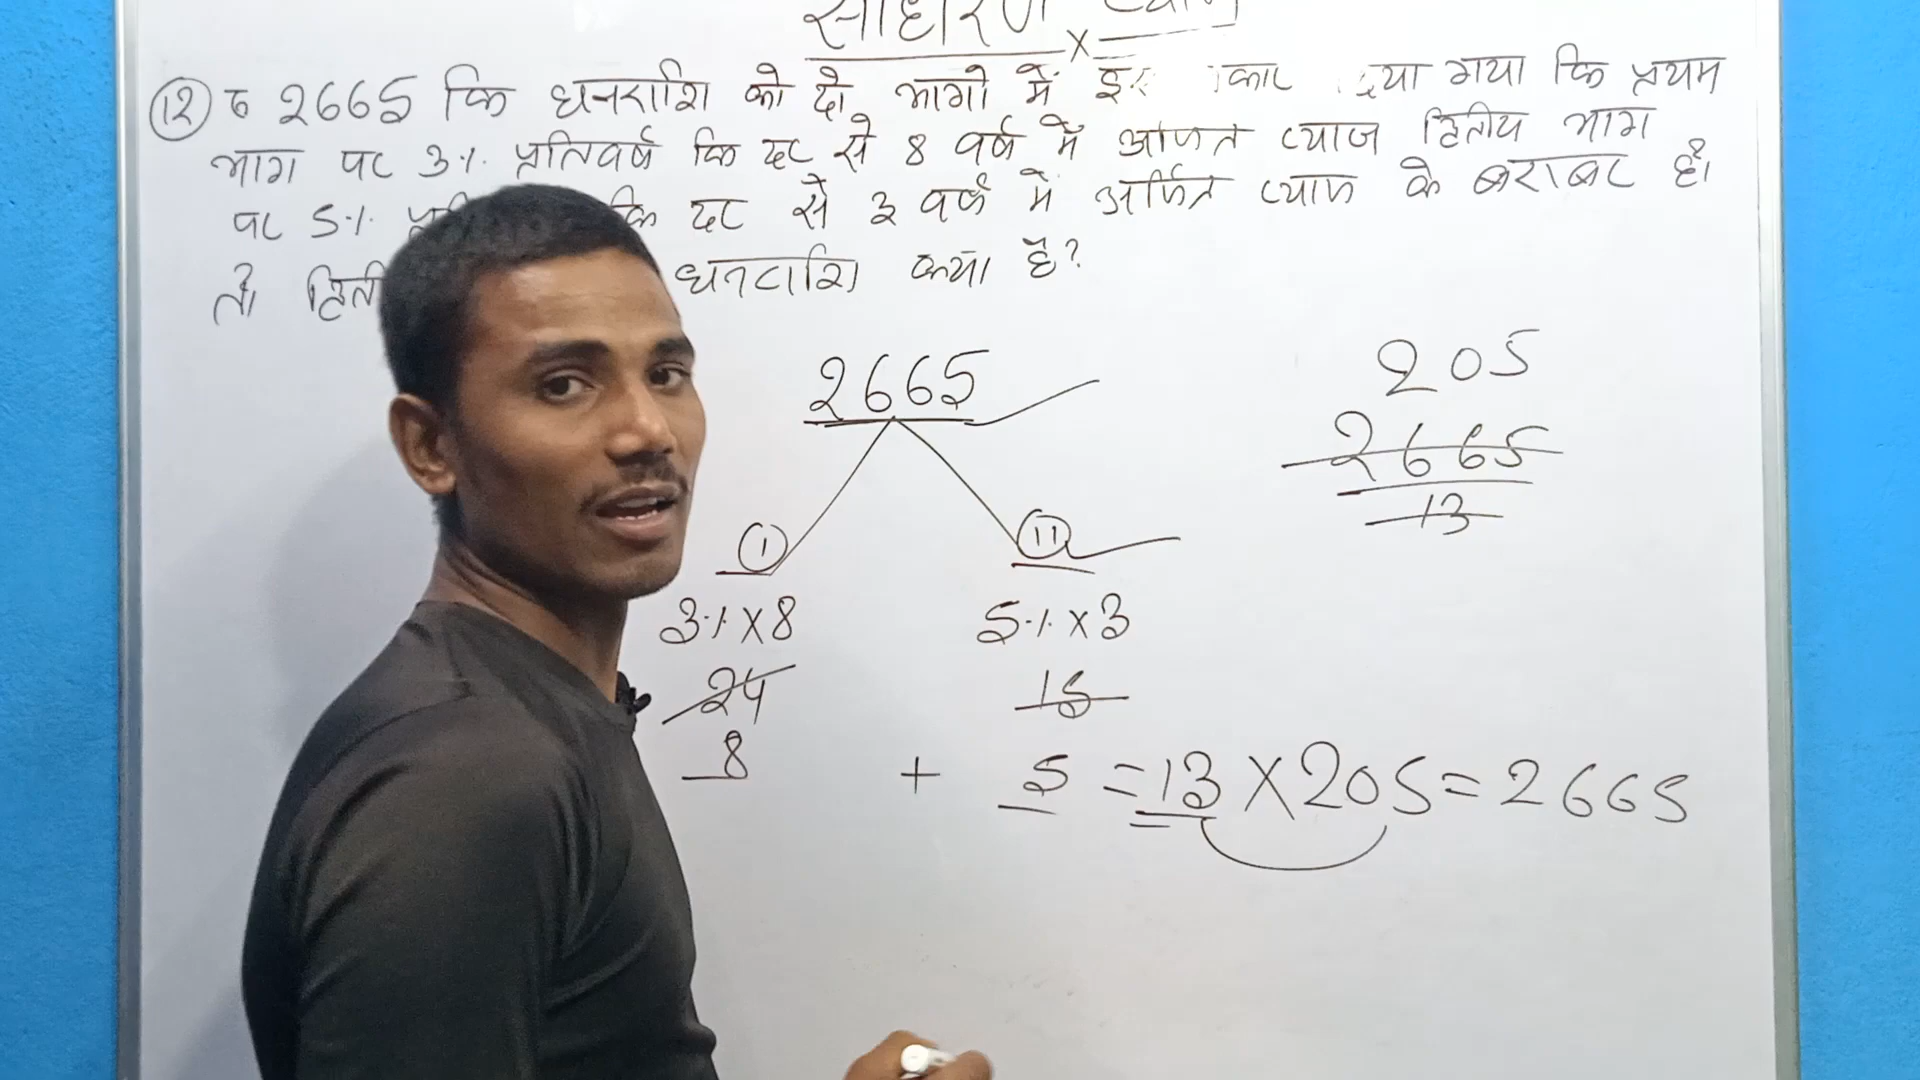 साधारण ब्याज
×
(12) ₹ 2665 कि धनराशि को दो भागो में इस या गया कि प्रथम
भाग पर 3% प्रतिवर्ष कि दर से 8 वर्ष में ब्याज द्वितीय भाग
पर 5% कि दर से 3 वर्ष में अर्जित ब्याज के बराबर है।
तो धनराशि क्या है?
2665
205
2665
13
(I) (II)
3% × 8 5% × 3
24 15
8 + 5 = 13 × 205 = 2665